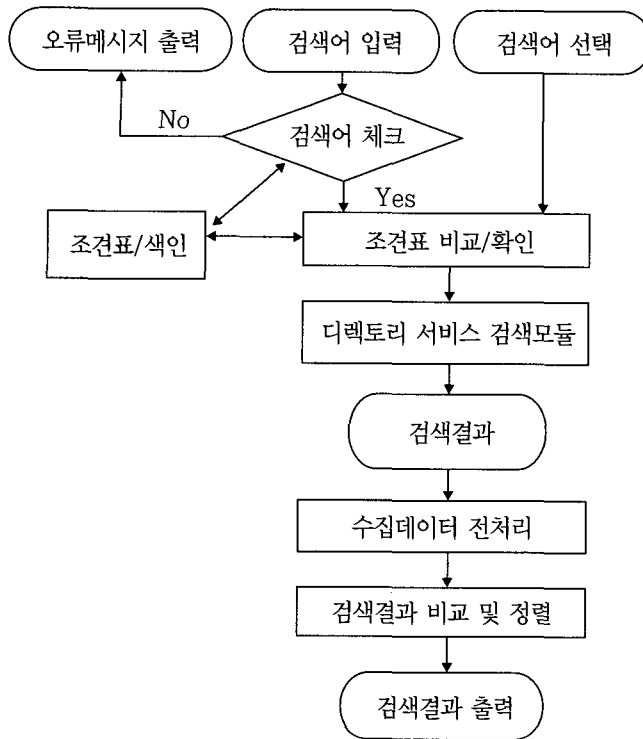 오류메시지 출력
검색어 입력
검색어 선택
No
검색어 체크
Yes
조견표/색인
조견표 비교/확인
디렉토리 서비스 검색모듈
검색결과
수집데이터 전처리
검색결과 비교 및 정렬
검색결과 출력